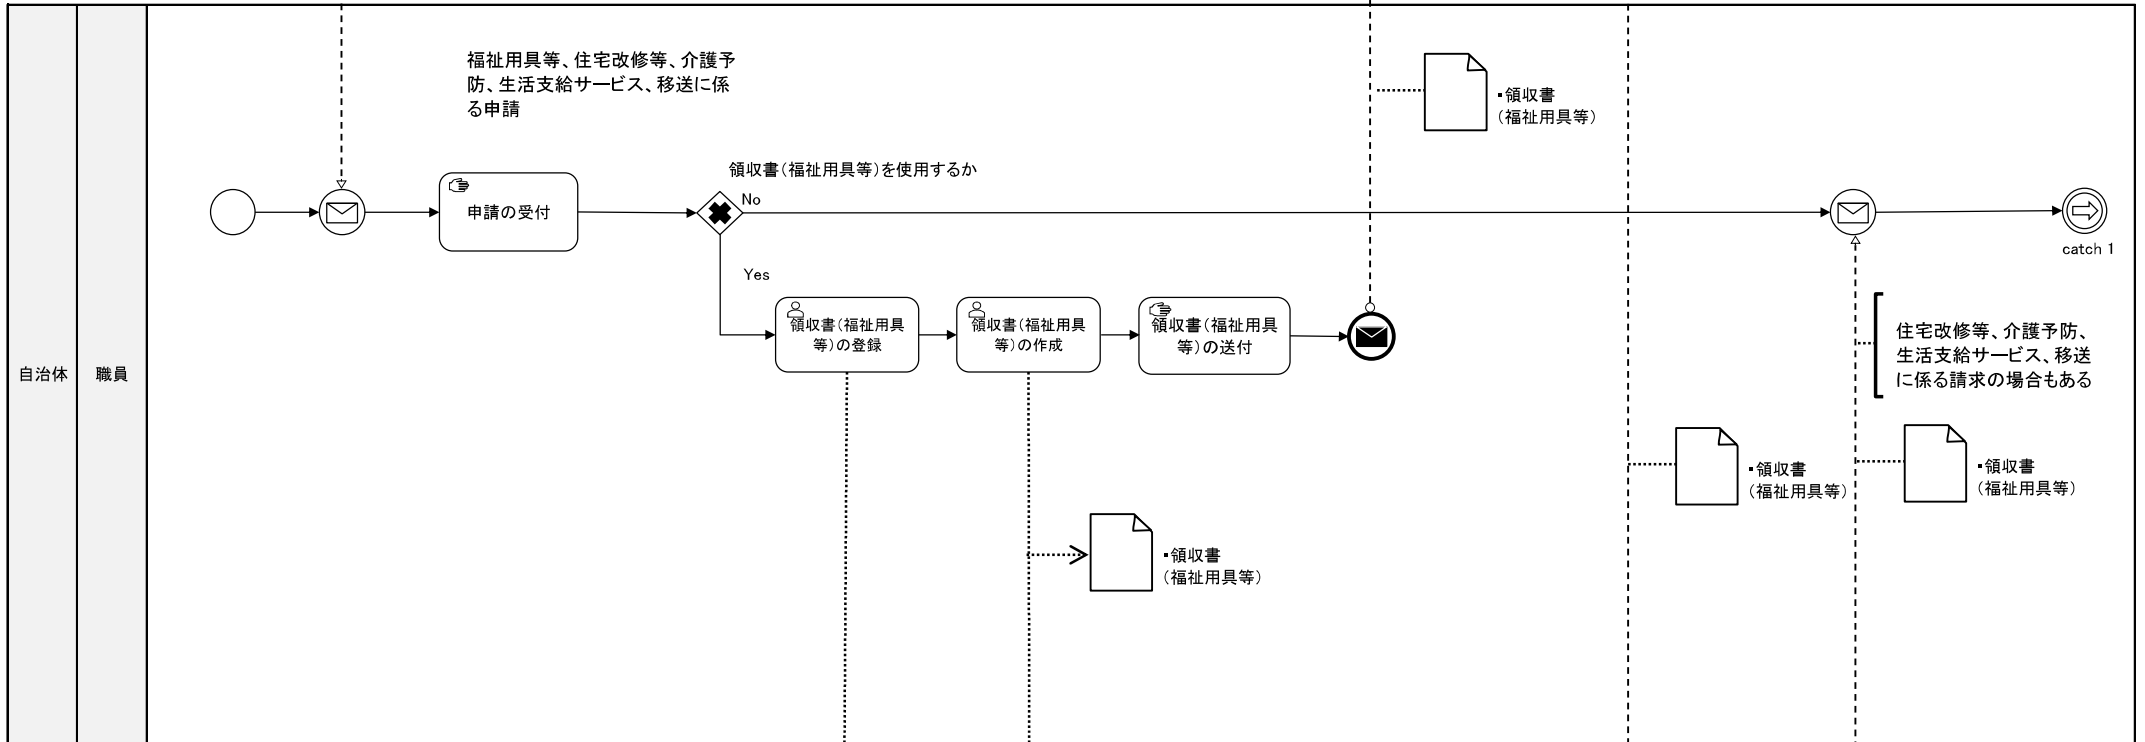 福祉用具等、住宅改修等、介護予
防、生活支給サービス、移送に係
る申請
・領収書
(福祉用具等)
領収書(福祉用具等)を使用するか
No
申請の受付
catch 1
Yes
領収書(福祉用具
等)の登録
領収書(福祉用具
等)の作成
領収書(福祉用具
等)の送付
住宅改修等、介護予防、
生活支給サービス、移送
に係る請求の場合もある
自治体
職員
・領収書
(福祉用具等)
・領収書
(福祉用具等)
・領収書
(福祉用具等)